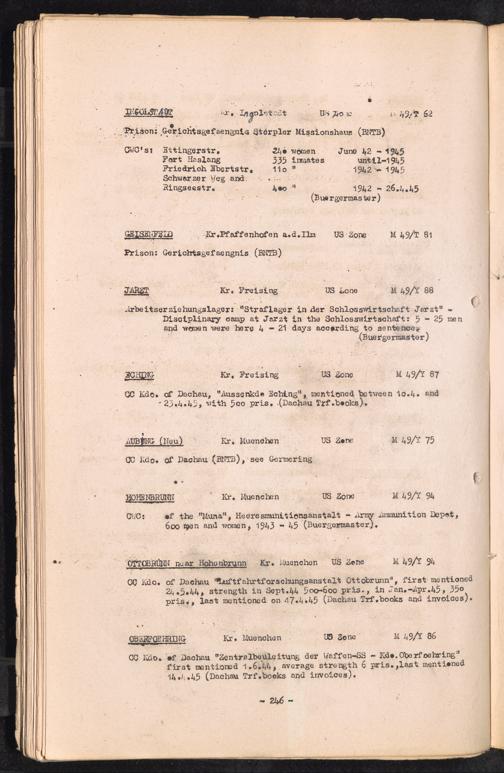 INGOLSTADT Kr. Ingolstadt US Zone M 49/T 62
Prison: Gerichtsgefaengnis Sterpler Missionshaus (BNTB)
CWC's: Ettingerstr. 240 women June 42 - 1945
Fort Haslang 335 inmates until-1945
Friedrich Ebertstr. 110 " 1942 - 1945
Schwarzer Weg and
Ringseestr. 400 " 1942 - 26.4.45
(Buergermaster)
GEISENFELD Kr.Pfaffenhofen a.d.Ilm US Zone M 49/T 81
Prison: Gerichtsgefaengnis (BNTB)
JARZT Kr. Freising US Zone M 49/Y 88
Arbeitserziehungslager: "Straflager in der Schlosswirtschaft Jarzt" -
Disciplinary camp at Jarzt in the Schlosswirtschaft: 5 - 25 men
and women were here 4 - 21 days according to sentence.
(Buergermaster)
ECHING Kr. Freising US Zone M 49/Y 87
CC Kdo. of Dachau, "Aussenkdo Eching", mentioned between 10.4. and
23.4.45, with 500 pris. (Dachau Trf.books).
AUBING (Neu) Kr. Muenchen US Zone M 49/Y 75
CC Kdo. of Dachau (BNTB), see Germering
HOHENBRUNN Kr. Muenchen US Zone M 49/Y 94
CWC: of the "Muna", Heeresmunitionsanstalt - Army Ammunition Depot,
600 men and women, 1943 - 45 (Buergermaster).
OTTOBRUNN near Hohenbrunn Kr. Muenchen US Zone M 49/Y 94
CC Kdo. of Dachau "Luftfahrtforschungsanstalt Ottobrunn", first mentioned
24.5.44, strength in Sept.44 500-600 pris., in Jan.-Apr.45, 350
pris., last mentioned on 17.4.45 (Dachau Trf.books and invoices).
OBERFOEHRING Kr. Muenchen US Zone M 49/Y 86
CC Kdo. of Dachau "Zentralbauleitung der Waffen-SS - Kdo.Oberfoehring"
first mentioned 1.6.44, average strength 6 pris.,last mentioned
14.4.45 (Dachau Trf.books and invoices).
- 246 -